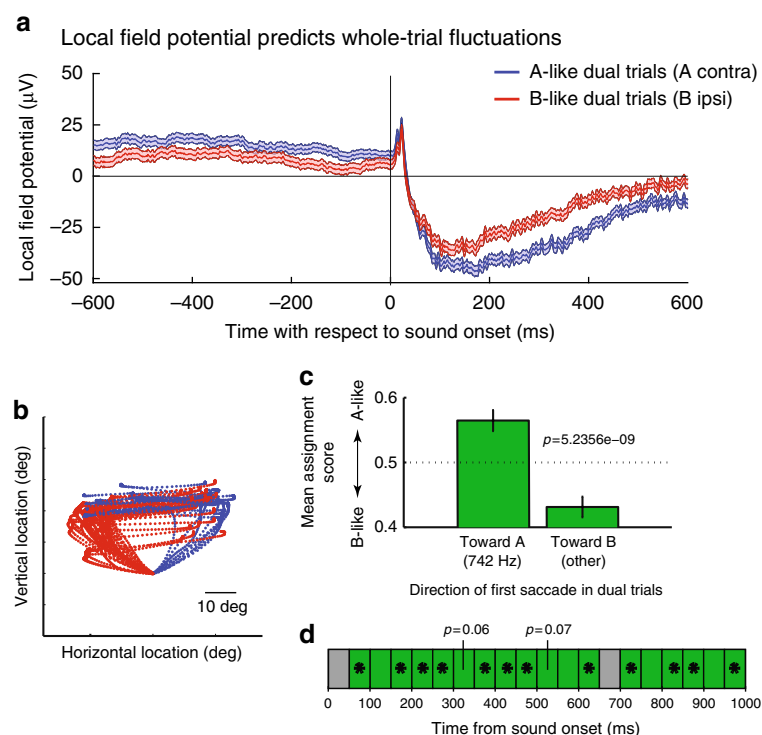 a
Local field potential predicts whole-trial fluctuations
A-like dual trials (A contra)
B-like dual trials (B ipsi)
Local field potential (µV)
50
25
0
−25
−50
−600
−400
−200
0
200
400
600
Time with respect to sound onset (ms)
b
Vertical location (deg)
10 deg
Horizontal location (deg)
c
Mean assignment
score
B-like
A-like
0.6
0.5
0.4
p=5.2356e−09
Toward A
(742 Hz)
Toward B
(other)
Direction of first saccade in dual trials
d
p=0.06
p=0.07
* * * * * * * * * * * *
0 100 200 300 400 500 600 700 800 900 1000
Time from sound onset (ms)